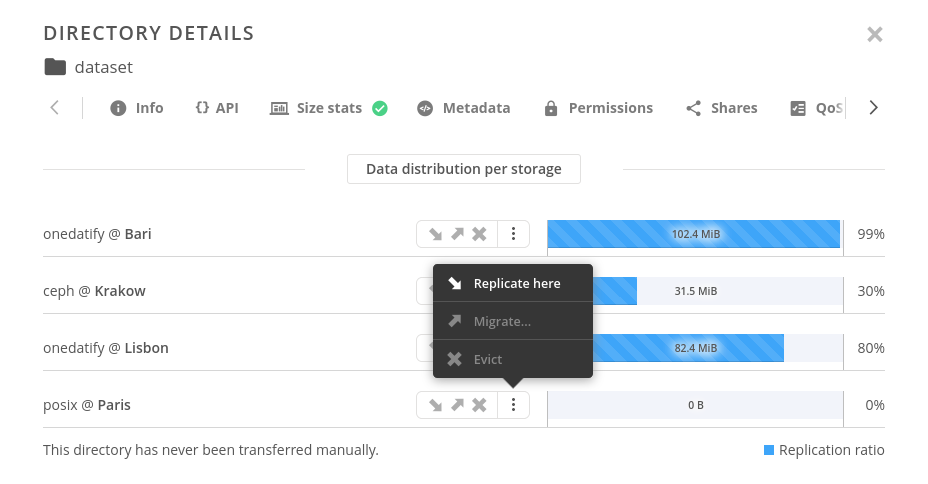 DIRECTORY DETAILS
dataset
Info API Size stats Metadata Permissions Shares QoS
Data distribution per storage
onedatify @ Bari 102.4 MiB 99%
ceph @ Krakow 31.5 MiB 30%
Replicate here
Migrate...
onedatify @ Lisbon 82.4 MiB 80%
Evict
posix @ Paris 0 B 0%
This directory has never been transferred manually. Replication ratio